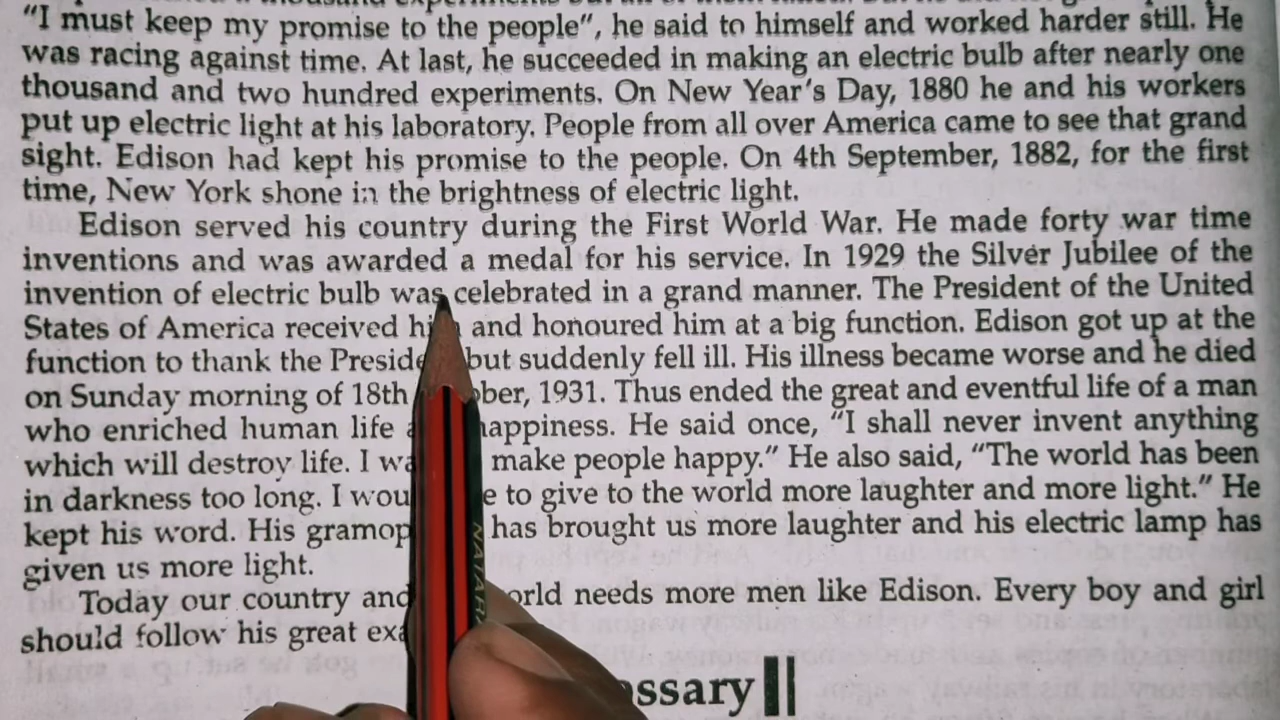 "I must keep my promise to the people", he said to himself and worked harder still. He
was racing against time. At last, he succeeded in making an electric bulb after nearly one
thousand and two hundred experiments. On New Year's Day, 1880 he and his workers
put up electric light at his laboratory. People from all over America came to see that grand
sight. Edison had kept his promise to the people. On 4th September, 1882, for the first
time, New York shone in the brightness of electric light.
Edison served his country during the First World War. He made forty war time
inventions and was awarded a medal for his service. In 1929 the Silver Jubilee of the
invention of electric bulb was celebrated in a grand manner. The President of the United
States of America received him and honoured him at a big function. Edison got up at the
function to thank the Preside but suddenly fell ill. His illness became worse and he died
on Sunday morning of 18th ober, 1931. Thus ended the great and eventful life of a man
who enriched human life happiness. He said once, "I shall never invent anything
which will destroy life. I wa make people happy." He also said, "The world has been
in darkness too long. I wou e to give to the world more laughter and more light." He
kept his word. His gramop has brought us more laughter and his electric lamp has
given us more light.
Today our country and orld needs more men like Edison. Every boy and girl
should follow his great exa
ssary
NATARA